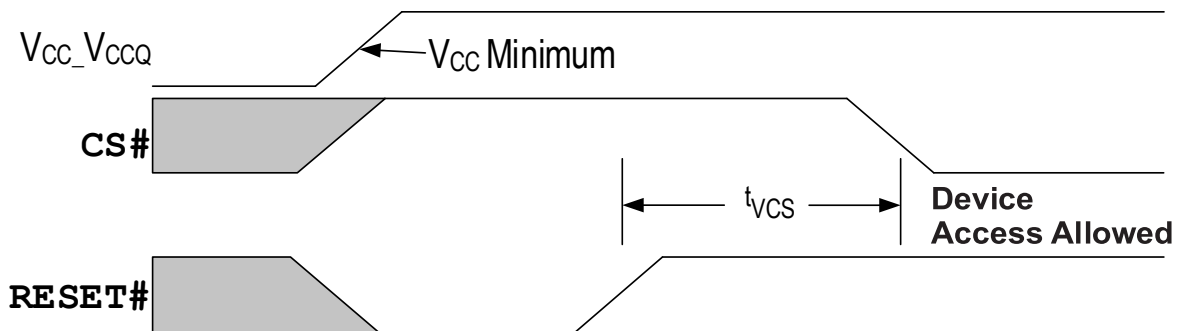 VCC_VCCQ
VCC Minimum
CS#
tVCS
Device
Access Allowed
RESET#